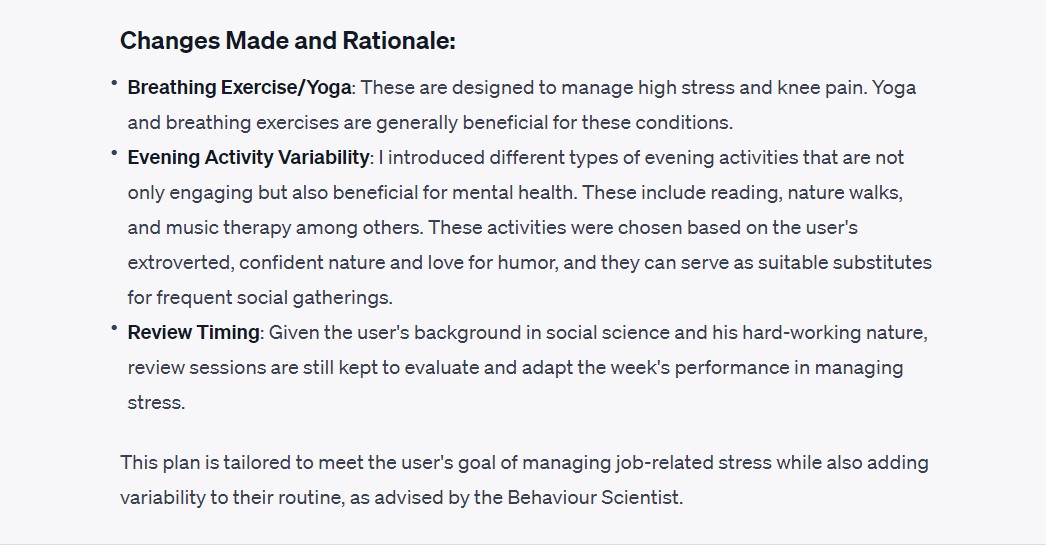 Changes Made and Rationale:
• Breathing Exercise/Yoga: These are designed to manage high stress and knee pain. Yoga
and breathing exercises are generally beneficial for these conditions.
• Evening Activity Variability: I introduced different types of evening activities that are not
only engaging but also beneficial for mental health. These include reading, nature walks,
and music therapy among others. These activities were chosen based on the user's
extroverted, confident nature and love for humor, and they can serve as suitable substitutes
for frequent social gatherings.
• Review Timing: Given the user's background in social science and his hard-working nature,
review sessions are still kept to evaluate and adapt the week's performance in managing
stress.
This plan is tailored to meet the user's goal of managing job-related stress while also adding
variability to their routine, as advised by the Behaviour Scientist.